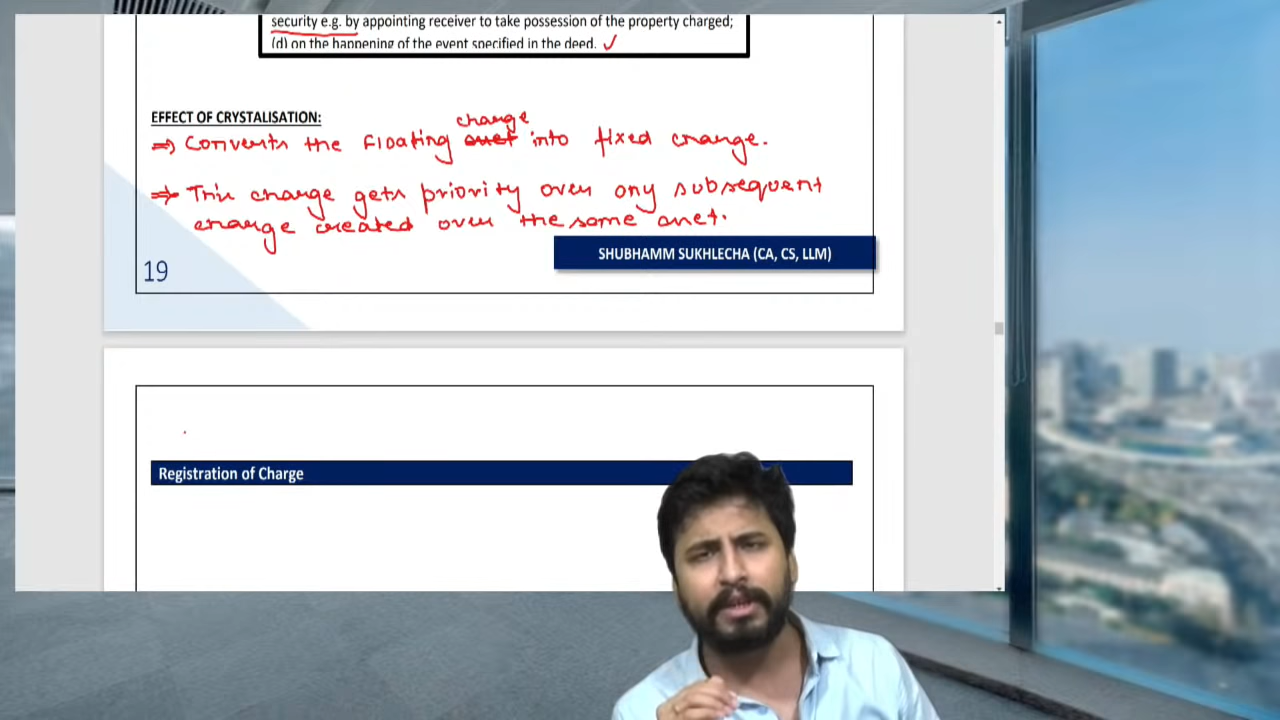 security e.g. by appointing receiver to take possession of the property charged;
(d) on the happening of the event specified in the deed. ✓
EFFECT OF CRYSTALISATION:
change
⇒ Converts the Floating asset into fixed change.
⇒ This charge gets priority over any subsequent
charge created over the same asset.
SHUBHAMM SUKHLECHA (CA, CS, LLM)
19
Registration of Charge